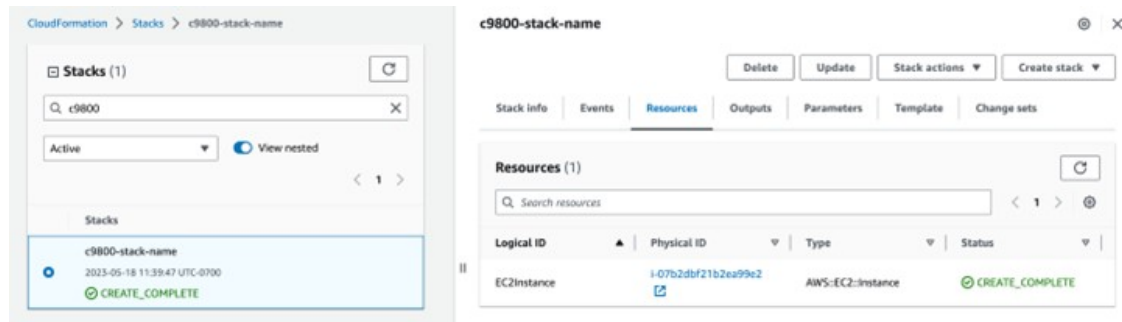 CloudFormation > Stacks > c9800-stack-name
Stacks (1)
c9800
Active
View nested
1
Stacks
c9800-stack-name
2023-05-18 11:39:47 UTC-0700
CREATE_COMPLETE
c9800-stack-name
Delete Update Stack actions Create stack
Stack info Events Resources Outputs Parameters Template Change sets
Resources (1)
Search resources
1
Logical ID Physical ID Type Status
EC2Instance i-07b2dbf21b2ea99e2 AWS::EC2::Instance CREATE_COMPLETE